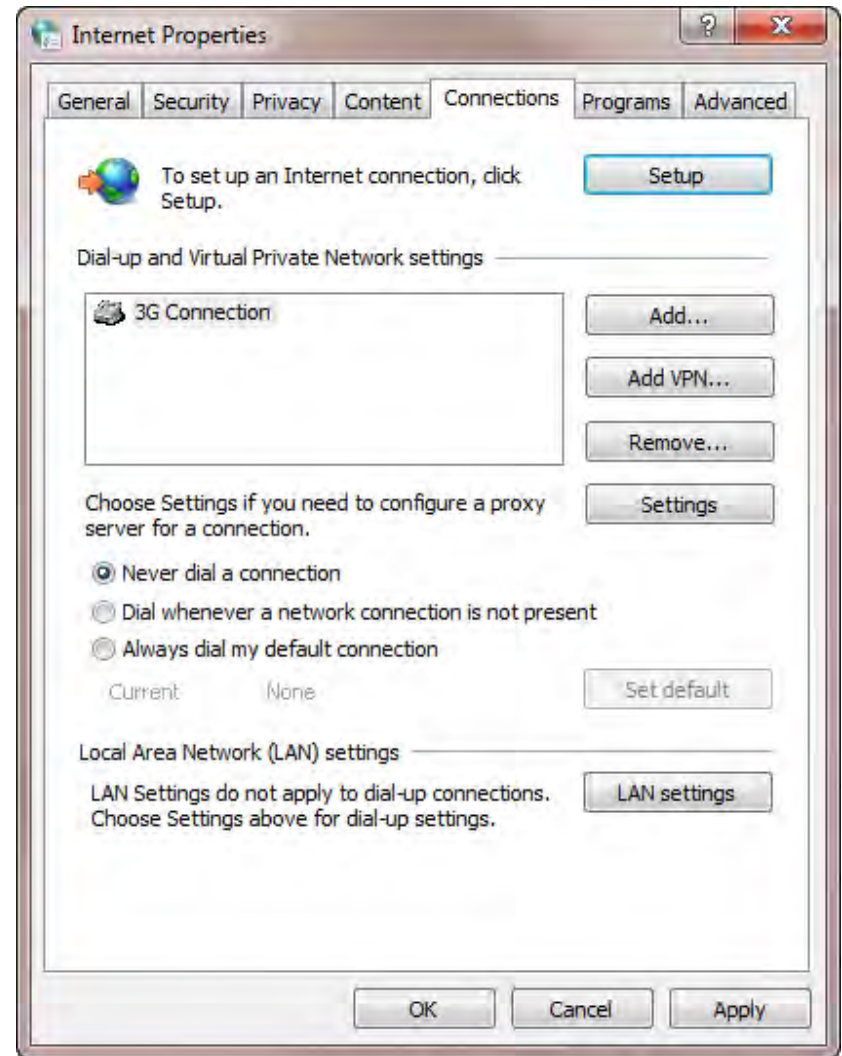 Internet Properties
?
General Security Privacy Content Connections Programs Advanced
To set up an Internet connection, click
Setup.
Setup
Dial-up and Virtual Private Network settings
3G Connection
Add...
Add VPN...
Remove...
Choose Settings if you need to configure a proxy
server for a connection.
Settings
Never dial a connection
Dial whenever a network connection is not present
Always dial my default connection
Current None
Set default
Local Area Network (LAN) settings
LAN Settings do not apply to dial-up connections.
Choose Settings above for dial-up settings.
LAN settings
OK Cancel Apply